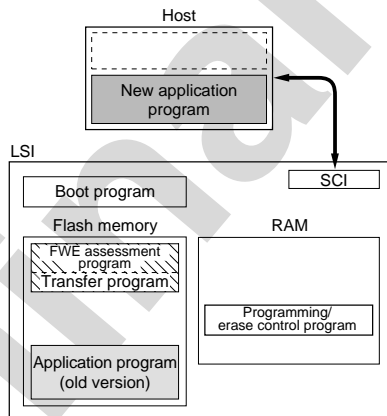 Host
New application
program
LSI
SCI
Boot program
Flash memory
RAM
FWE assessment
program
Transfer program
Programming/
erase control program
Application program
(old version)